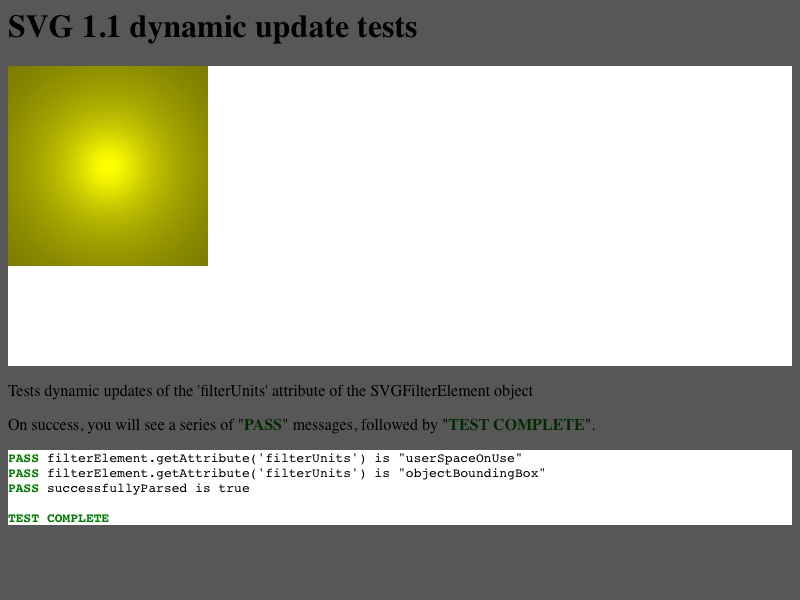 SVG 1.1 dynamic update tests
Tests dynamic updates of the 'filterUnits' attribute of the SVGFilterElement object
On success, you will see a series of "PASS" messages, followed by "TEST COMPLETE".
PASS filterElement.getAttribute('filterUnits') is "userSpaceOnUse"
PASS filterElement.getAttribute('filterUnits') is "objectBoundingBox"
PASS successfullyParsed is true
TEST COMPLETE